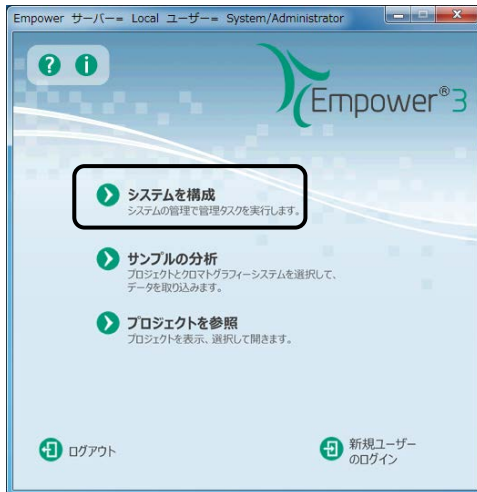 Empower サーバー= Local ユーザー= System/Administrator
Empower®3
システムを構成
システムの管理で管理タスクを実行します。
サンプルの分析
プロジェクトとクロマトグラフィーシステムを選択して、
データを取り込みます。
プロジェクトを参照
プロジェクトを表示、選択して開きます。
ログアウト
新規ユーザー
のログイン